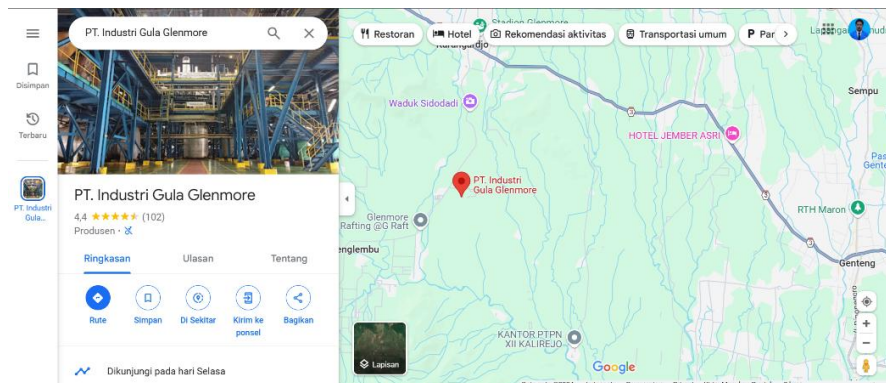 PT. Industri Gula Glenmore
Disimpan
Terbaru
PT. Industri
Gula...
PT. Industri Gula Glenmore
4,4
(102)
Produsen
Ringkasan
Ulasan
Tentang
Rute
Simpan
Di Sekitar
Kirim ke
ponsel
Bagikan
Dikunjungi pada hari Selasa
Restoran
Hotel
Rekomendasi aktivitas
Transportasi umum
P Par
Stadion Glenmore
Karangharjo
Sempu
Waduk Sidodadi
HOTEL JEMBER ASRI
PT. Industri
Gula Glenmore
Glenmore
Rafting @G Raft
englembu
RTH Maron
Genteng
KANTOR PTPN
XII KALIREJO
Lapisan
Google